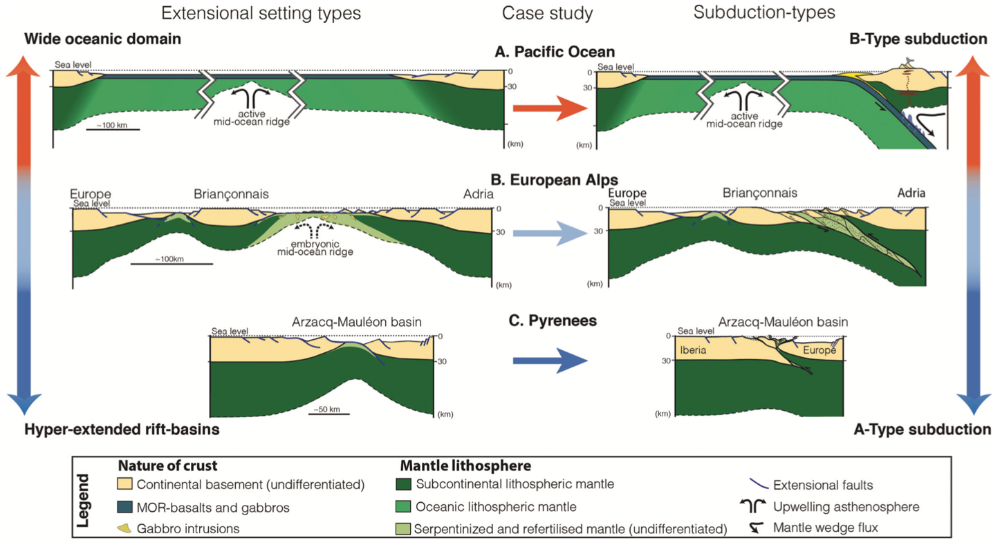 Extensional setting types
Case study
Subduction-types
Wide oceanic domain
B-Type subduction
A. Pacific Ocean
Sea level
0
30
active
mid-ocean ridge
~100 km
(km)
Sea level
0
30
active
mid-ocean ridge
(km)
B. European Alps
Europe
Briançonnais
Adria
Sea level
0
30
embryonic
mid-ocean ridge
~100km
(km)
Europe
Briançonnais
Adria
Sea level
0
30
(km)
C. Pyrenees
Arzacq-Mauléon basin
Sea level
0
30
~50 km
(km)
Arzacq-Mauléon basin
Sea level
0
Iberia
Europe
30
(km)
Hyper-extended rift-basins
A-Type subduction
Legend
Nature of crust
Continental basement (undifferentiated)
MOR-basalts and gabbros
Gabbro intrusions
Mantle lithosphere
Subcontinental lithospheric mantle
Oceanic lithospheric mantle
Serpentinized and refertilised mantle (undifferentiated)
Extensional faults
Upwelling asthenosphere
Mantle wedge flux